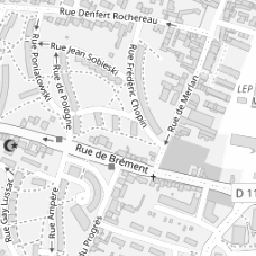 Rue Denfert Rochereau
Rue Jean Sobieski
Rue Poniatowski
Rue de Pologne
Rue Frédéric Chopin
Rue de Merlan
LEP
Rue de Brément
D 11
Rue Gay Lussac
Rue Ampère
du Progrès